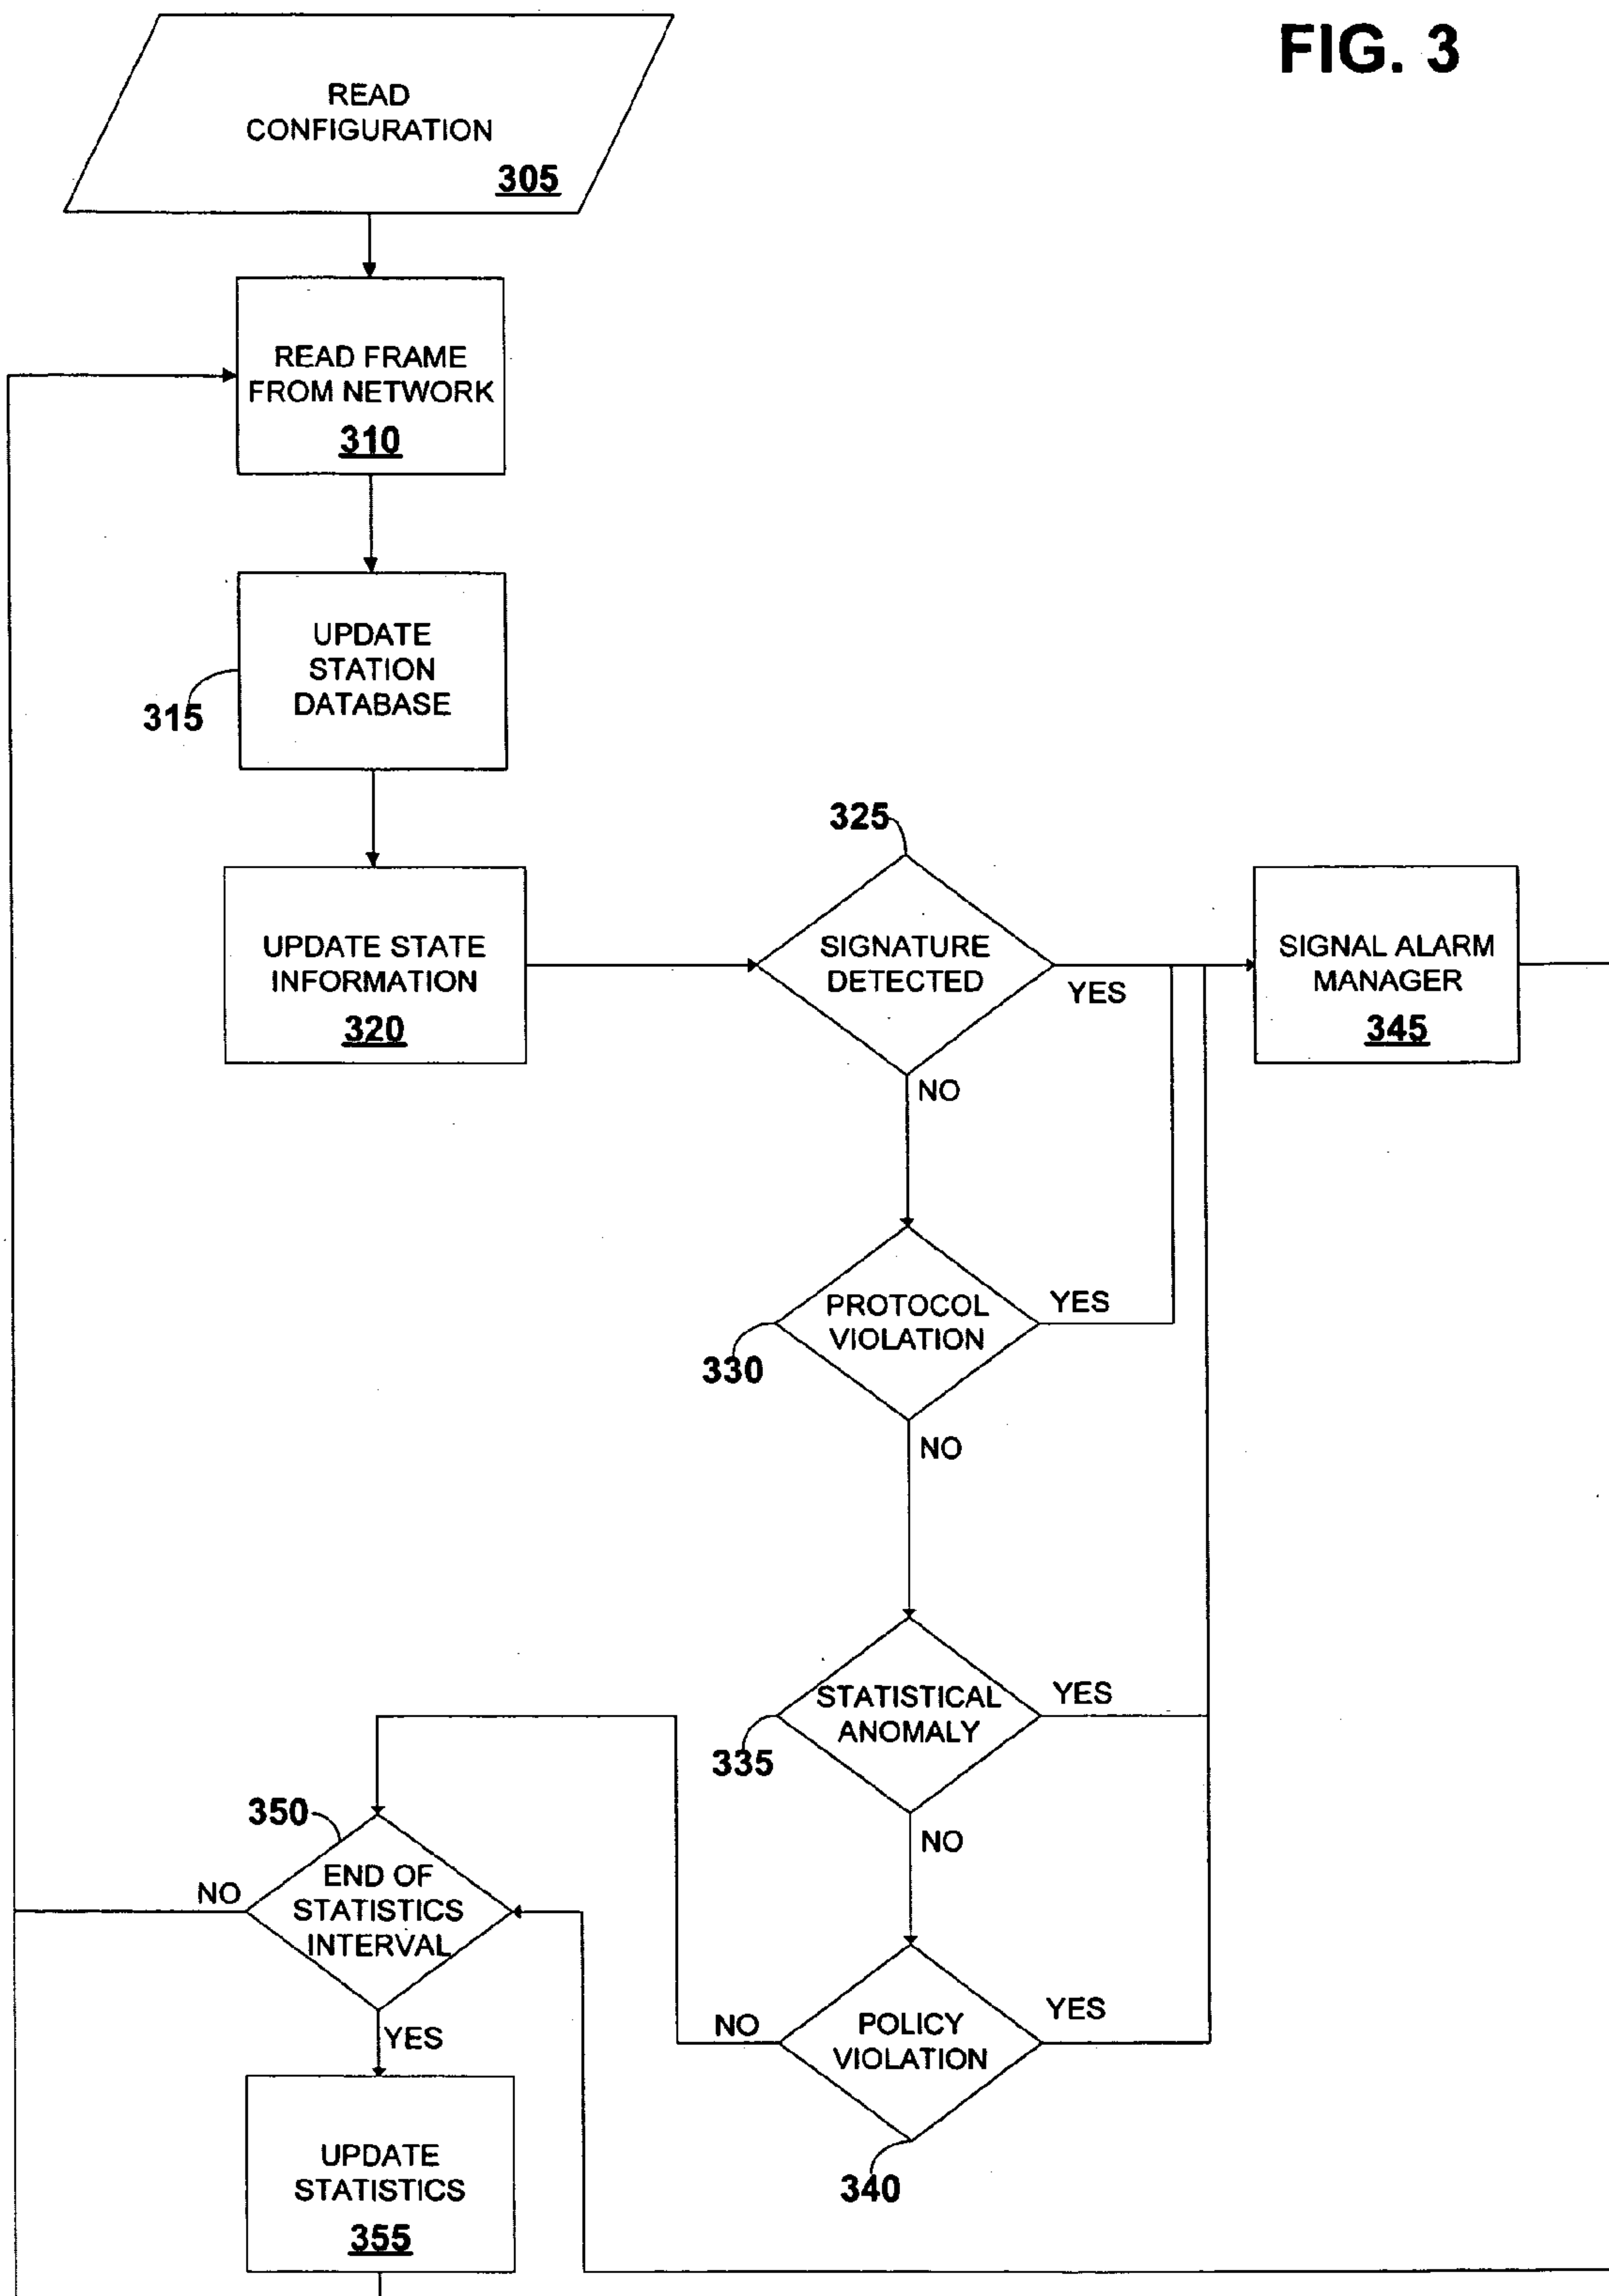 FIG. 3
READ
CONFIGURATION
305
READ FRAME
FROM NETWORK
310
UPDATE
STATION
DATABASE
315
UPDATE STATE
INFORMATION
320
325
SIGNATURE
DETECTED
YES
NO
SIGNAL ALARM
MANAGER
345
PROTOCOL
VIOLATION
YES
330
NO
STATISTICAL
ANOMALY
YES
335
NO
350
END OF
STATISTICS
INTERVAL
NO
YES
POLICY
VIOLATION
YES
NO
340
UPDATE
STATISTICS
355